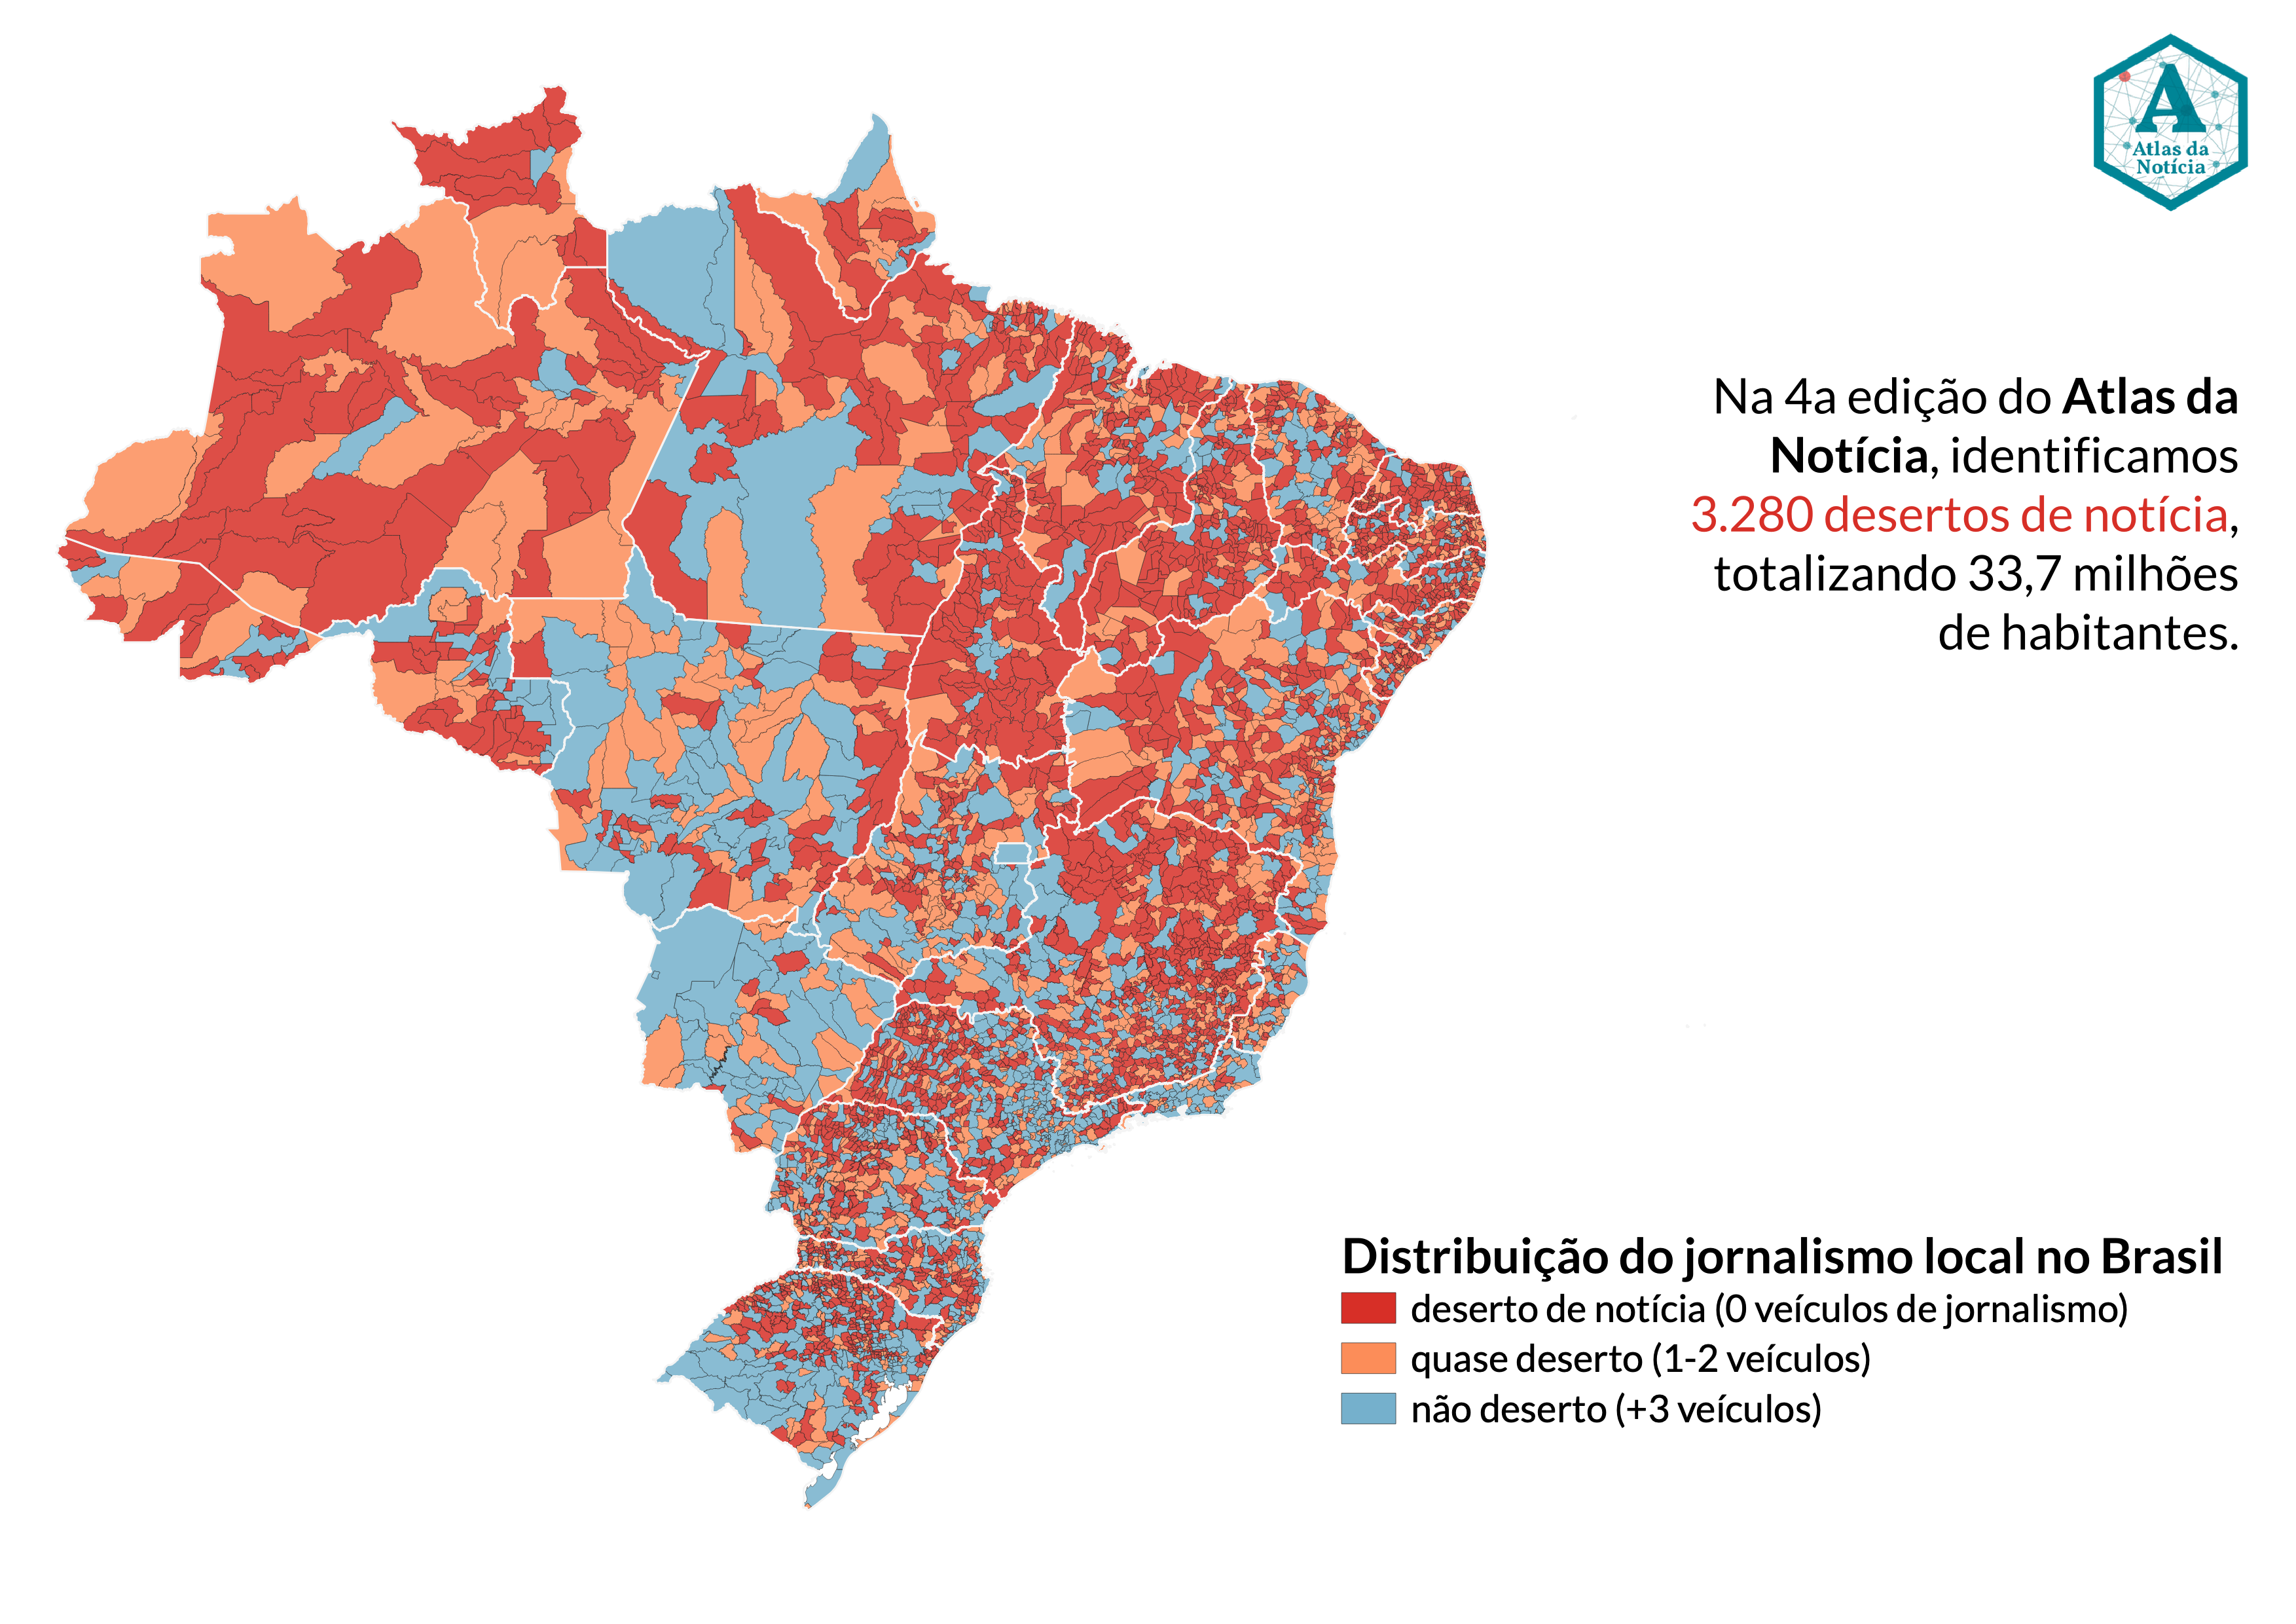 A
Atlas da
Notícia
Na 4a edição do Atlas da
Notícia, identificamos
3.280 desertos de notícia,
totalizando 33,7 milhões
de habitantes.
Distribuição do jornalismo local no Brasil
deserto de notícia (0 veículos de jornalismo)
quase deserto (1-2 veículos)
não deserto (+3 veículos)